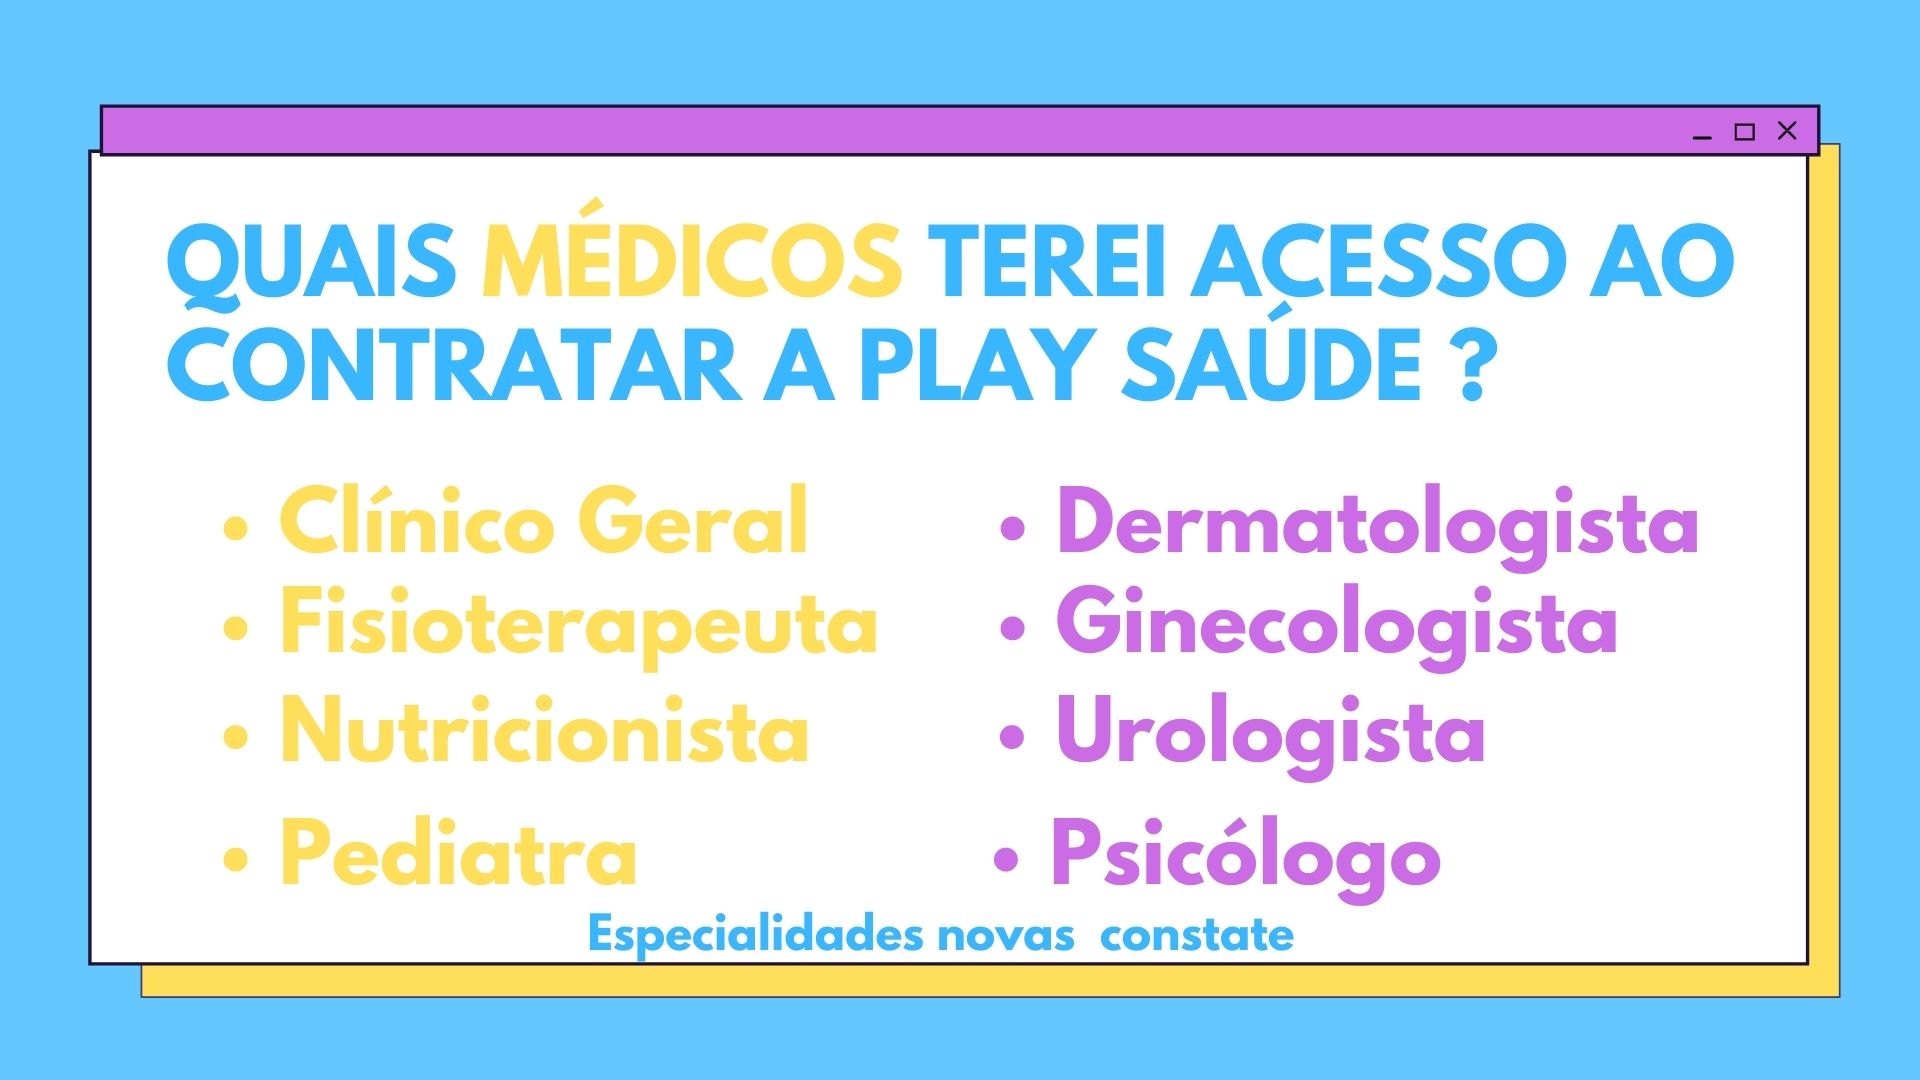 QUAIS MÉDICOS TEREI ACESSO AO
CONTRATAR A PLAY SAÚDE ?
• Clínico Geral
• Fisioterapeuta
• Nutricionista
• Pediatra
• Dermatologista
• Ginecologista
• Urologista
• Psicólogo
Especialidades novas constate